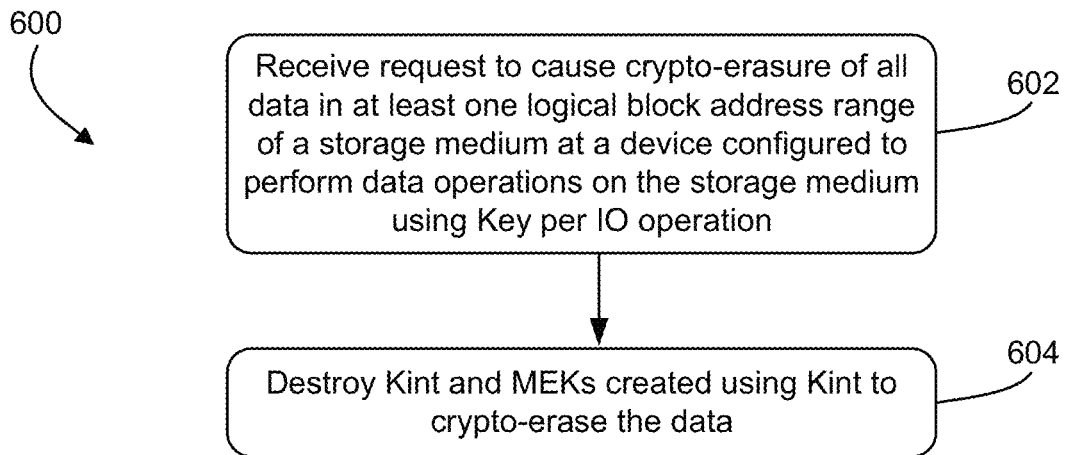 600
Receive request to cause crypto-erasure of all
data in at least one logical block address range
of a storage medium at a device configured to
perform data operations on the storage medium
using Key per IO operation
602
Destroy Kint and MEKs created using Kint to
crypto-erase the data
604